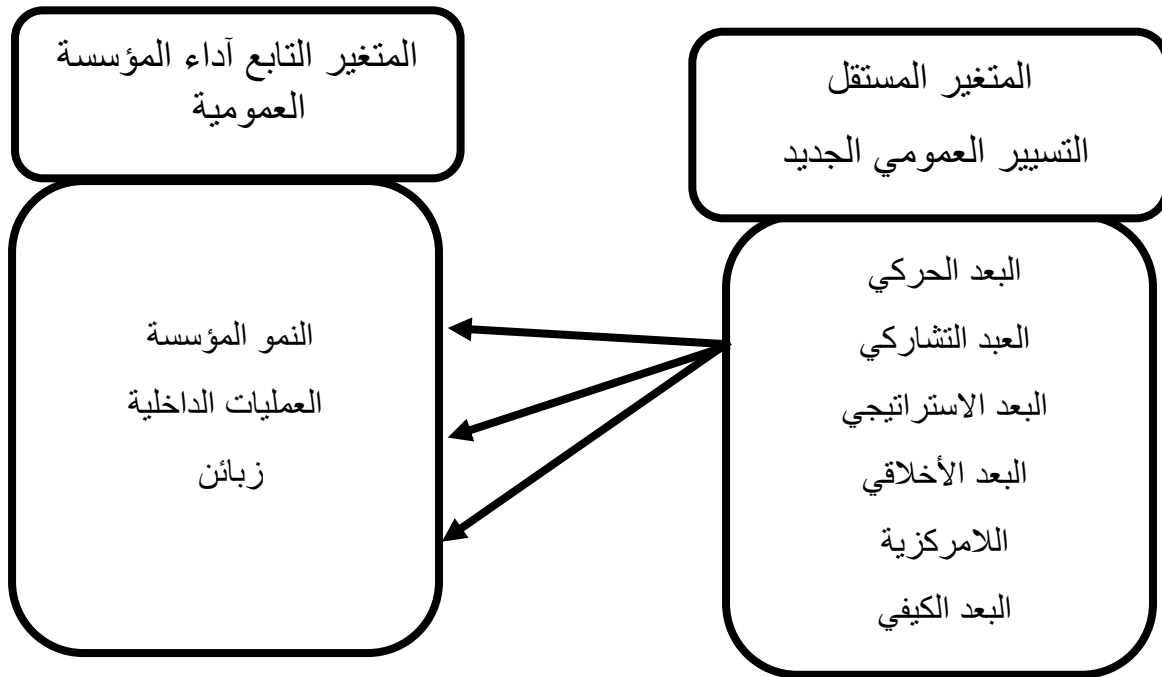 المتغير المستقل
التسيير العمومي الجديد
البعد الحركي
العبد التشاركي
البعد الاستراتيجي
البعد الأخلاقي
اللامركزية
البعد الكيفي
المتغير التابع آداء المؤسسة
العمومية
النمو المؤسسة
العمليات الداخلية
زبائن